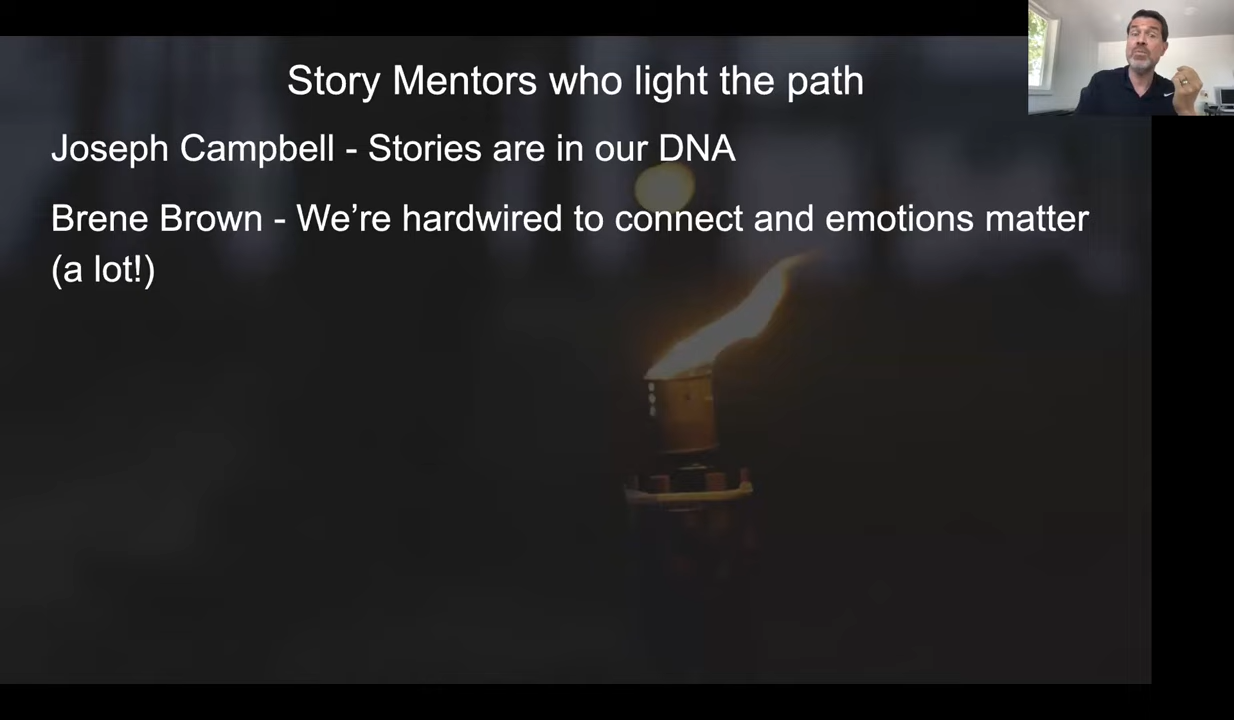 Story Mentors who light the path
Joseph Campbell - Stories are in our DNA
Brene Brown - We’re hardwired to connect and emotions matter
(a lot!)